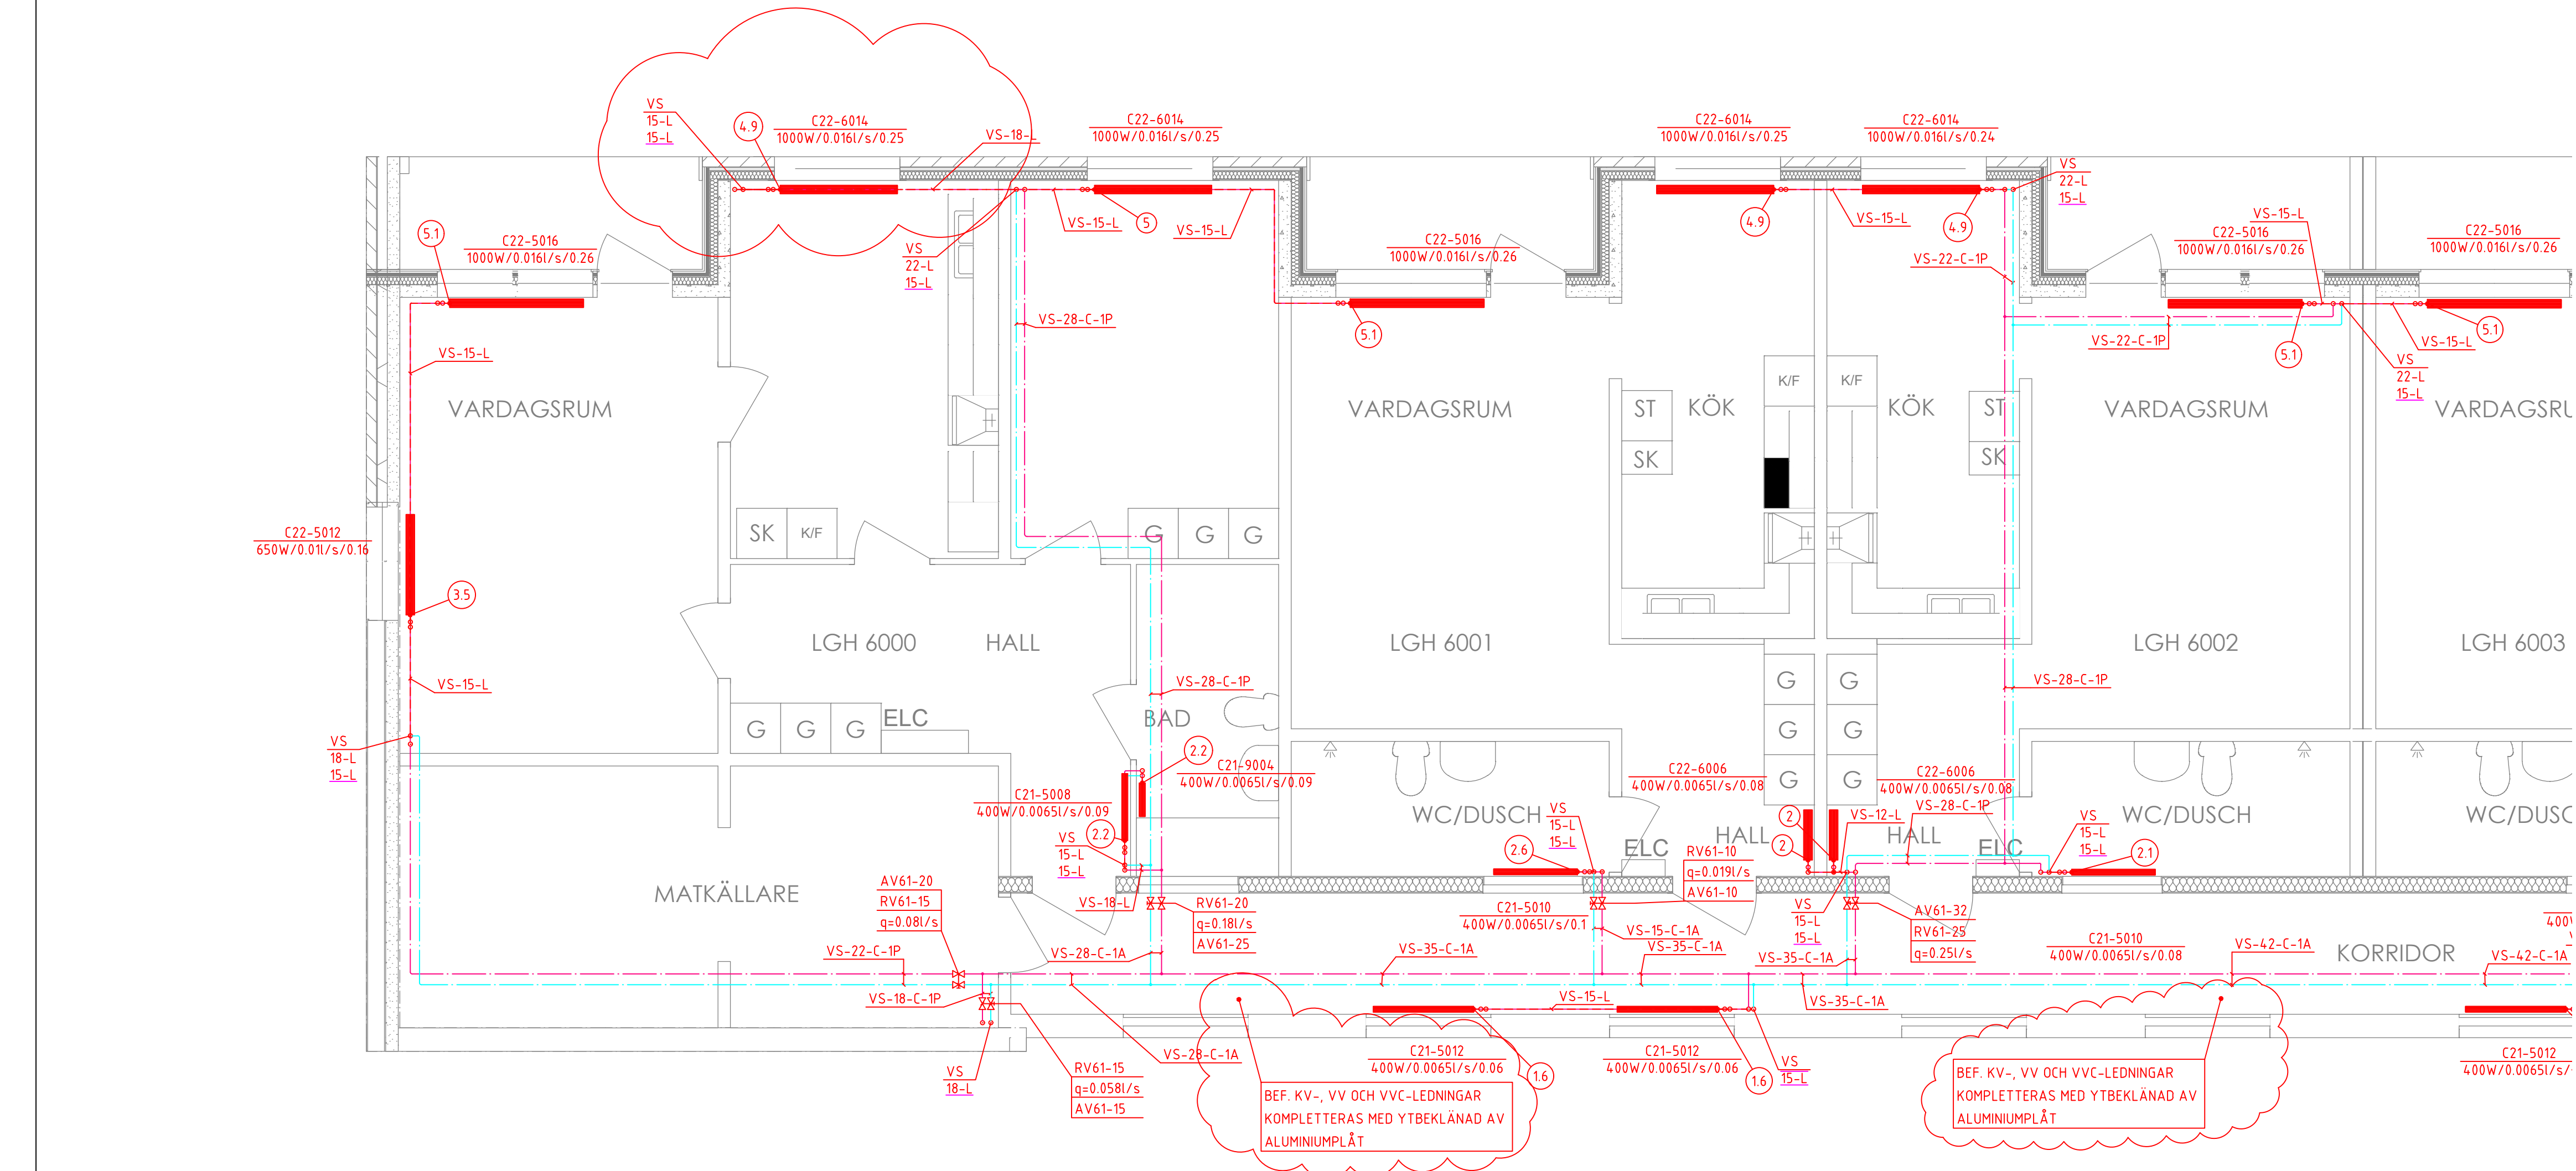 VS
15-L
15-L
4.9
C22-6014
1000W/0.016l/s/0.25
VS-18-L
C22-6014
1000W/0.016l/s/0.25
C22-6014
1000W/0.016l/s/0.25
C22-6014
1000W/0.016l/s/0.24
VS
22-L
15-L
5.1
C22-5016
1000W/0.016l/s/0.26
VS
22-L
15-L
VS-15-L
5
VS-15-L
C22-5016
1000W/0.016l/s/0.26
4.9
VS-15-L
4.9
VS-22-C-1P
VS-15-L
C22-5016
1000W/0.016l/s/0.26
C22-5016
1000W/0.016l/s/0.26
VS-28-C-1P
5.1
VS-22-C-1P
5.1
VS-15-L
5.1
VS
22-L
15-L
VS-15-L
VARDAGSRUM
VARDAGSRUM
K/F
K/F
ST
KÖK
KÖK
ST
SK
SK
VARDAGSRUM
VARDAGSRU
C22-5012
650W/0.01l/s/0.16
SK
K/F
G
G
G
3.5
LGH 6000
HALL
LGH 6001
LGH 6002
LGH 6003
VS-15-L
VS-28-C-1P
G
G
VS-28-C-1P
G
G
G
ELC
BAD
G
G
VS
18-L
15-L
2.2
C21-9004
400W/0.0065l/s/0.09
G
G
C22-6006
400W/0.0065l/s/0.08
C22-6006
400W/0.0065l/s/0.08
C21-5008
400W/0.0065l/s/0.09
2.2
VS
15-L
15-L
WC/DUSCH
VS
15-L
15-L
2.6
ELC
HALL
2
2
VS-12-L
VS-28-C-1P
HALL
ELC
VS
15-L
15-L
2.1
WC/DUSCH
WC/DUSC
MATKÄLLARE
AV61-20
RV61-15
q=0.08l/s
VS-18-L
RV61-20
q=0.18l/s
AV61-25
C21-5010
400W/0.0065l/s/0.1
RV61-10
q=0.019l/s
AV61-10
VS
15-L
15-L
AV61-32
RV61-25
q=0.25l/s
VS-22-C-1P
VS-28-C-1A
VS-35-C-1A
VS-15-C-1A
VS-35-C-1A
VS-35-C-1A
C21-5010
400W/0.0065l/s/0.08
VS-42-C-1A
KORRIDOR
VS-42-C-1A
400
VS-18-C-1P
VS-15-L
VS-35-C-1A
VS
18-L
RV61-15
q=0.058l/s
AV61-15
VS-28-C-1A
C21-5012
400W/0.0065l/s/0.06
1.6
C21-5012
400W/0.0065l/s/0.06
1.6
VS
15-L
C21-5012
400W/0.0065l/s/
BEF. KV-, VV OCH VVC-LEDNINGAR
KOMPLETTERAS MED YTBEKLÄNAD AV
ALUMINIUMPLÅT
BEF. KV-, VV OCH VVC-LEDNINGAR
KOMPLETTERAS MED YTBEKLÄNAD AV
ALUMINIUMPLÅT